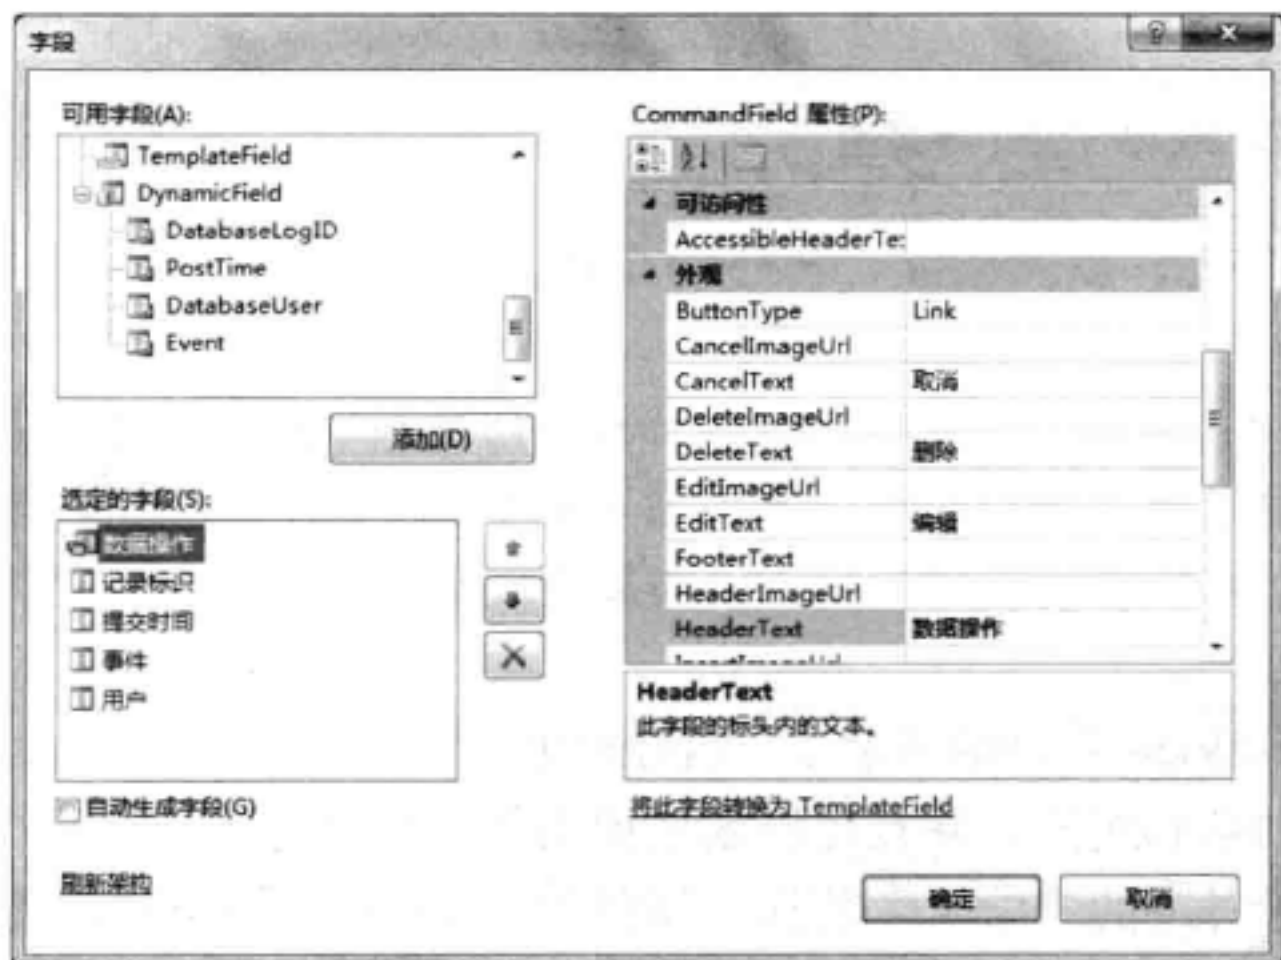 字段
可用字段(A):
TemplateField
DynamicField
DatabaseLogID
PostTime
DatabaseUser
Event
添加(D)
选定的字段(S):
数据操作
记录标识
提交时间
事件
用户
自动生成字段(G)
刷新架构
CommandField 属性(P):
可访问性
AccessibleHeaderTe:
外观
ButtonType Link
CancelImageUrl
CancelText 取消
DeleteImageUrl
DeleteText 删除
EditImageUrl
EditText 编辑
FooterText
HeaderImageUrl
HeaderText 数据操作
HeaderText
此字段的标头内的文本。
将此字段转换为 TemplateField
确定 取消